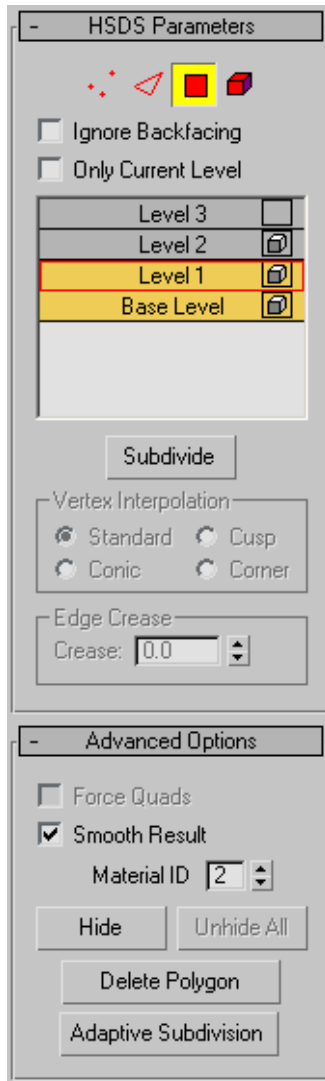 - HSDS Parameters
Ignore Backfacing
Only Current Level
Level 3
Level 2
Level 1
Base Level
Subdivide
Vertex Interpolation
Standard Cusp
Conic Corner
Edge Crease
Crease: 0.0
- Advanced Options
Force Quads
Smooth Result
Material ID 2
Hide Unhide All
Delete Polygon
Adaptive Subdivision